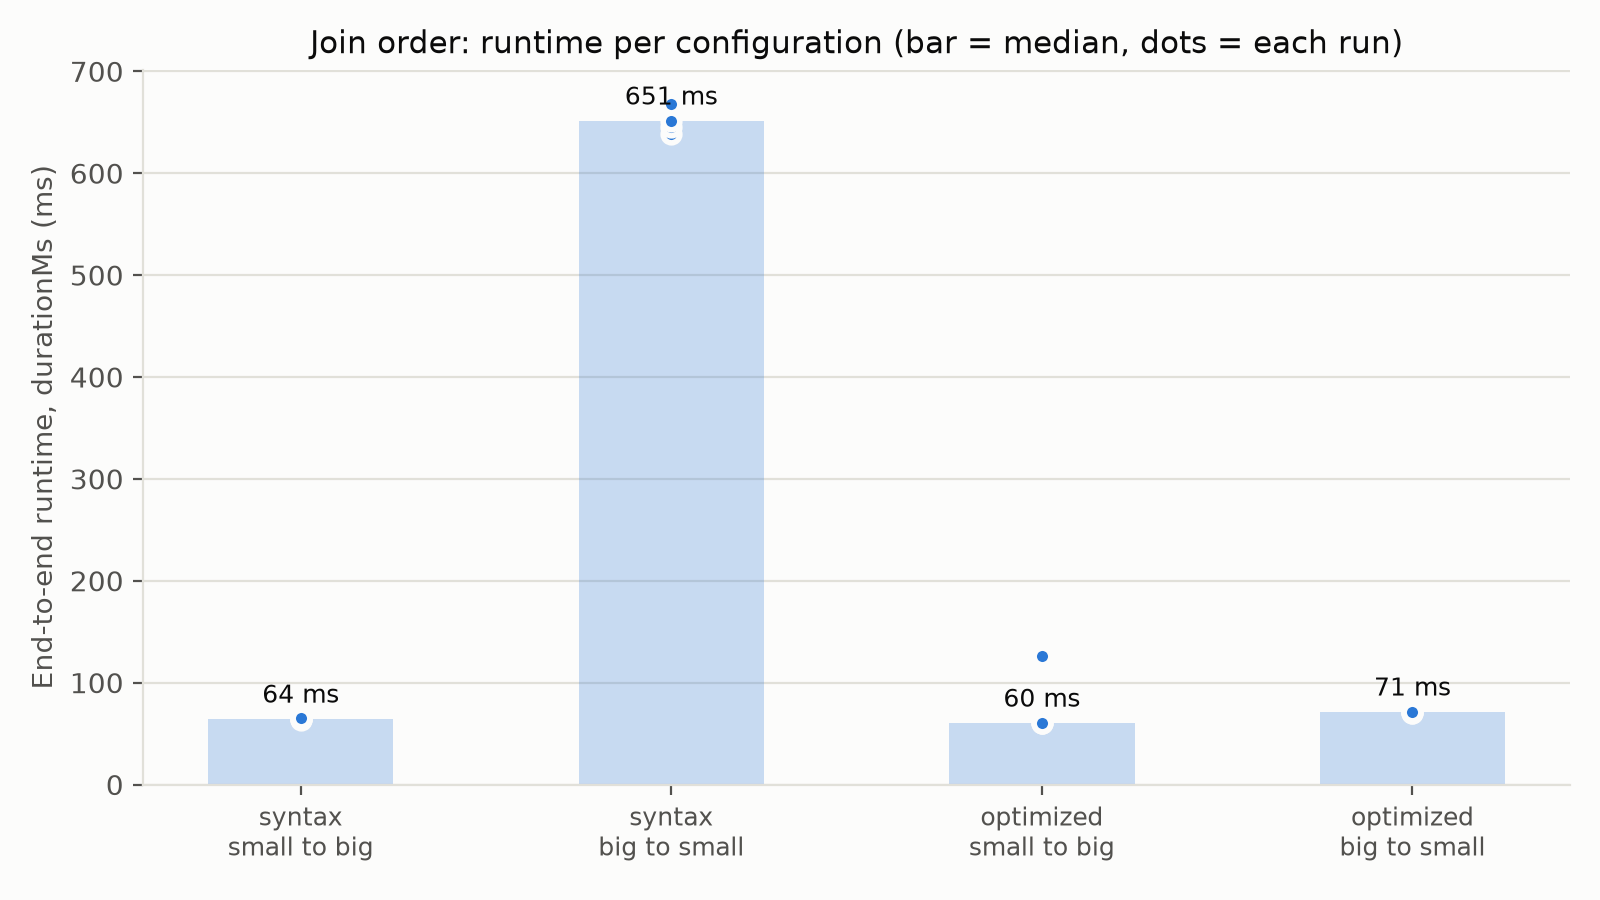 Join order: runtime per configuration (bar = median, dots = each run)
End-to-end runtime, durationMs (ms)
700
600
500
400
300
200
100
0
64 ms
651 ms
60 ms
71 ms
syntax
small to big
syntax
big to small
optimized
small to big
optimized
big to small